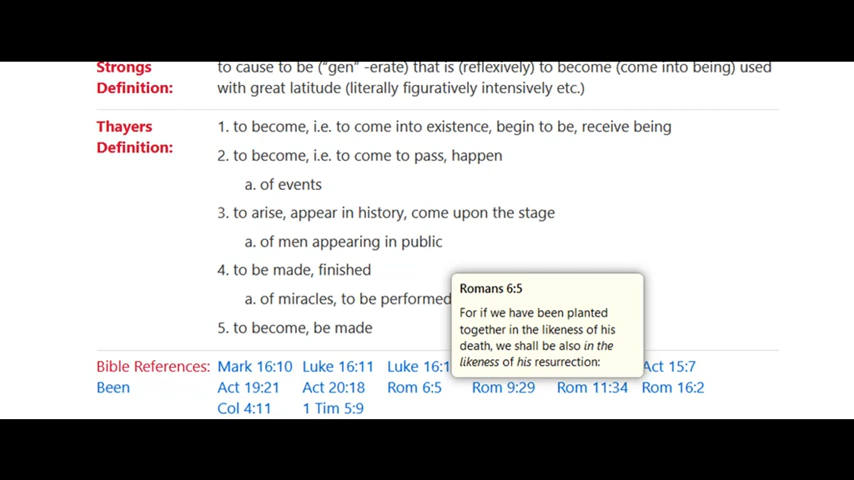 Strongs to cause to be ("gen" -erate) that is (reflexively) to become (come into being) used
Definition: with great latitude (literally figuratively intensively etc.)
Thayers 1. to become, i.e. to come into existence, begin to be, receive being
Definition:
2. to become, i.e. to come to pass, happen
a. of events
3. to arise, appear in history, come upon the stage
a. of men appearing in public
4. to be made, finished
a. of miracles, to be performed
5. to become, be made
Romans 6:5
For if we have been planted
together in the likeness of his
death, we shall be also in the
likeness of his resurrection:
Bible References: Mark 16:10 Luke 16:11 Act 15:7
Been Act 19:21 Act 20:18 Rom 6:5 Rom 9:29 Rom 11:34 Rom 16:2
Col 4:11 1 Tim 5:9